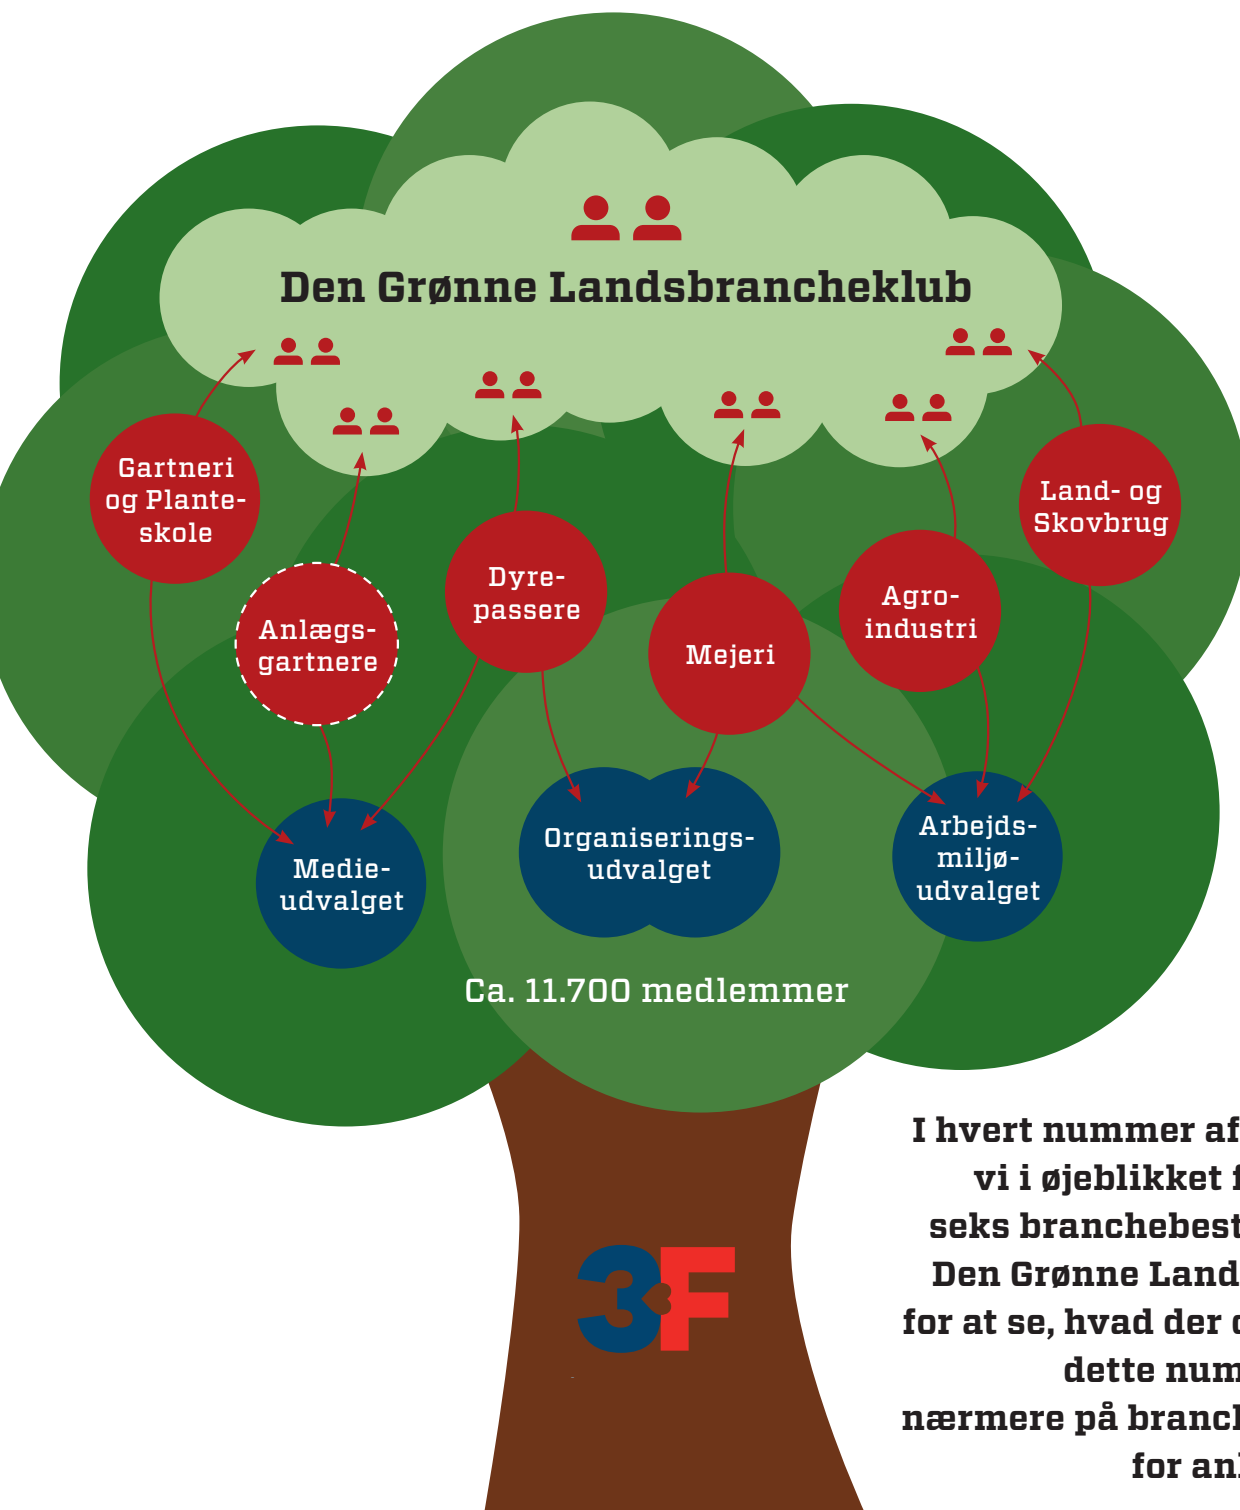 Den Grønne Landsbrancheklub
Gartneri
og Plante-
skole
Anlægs-
gartnere
Dyre-
passere
Mejeri
Agro-
industri
Land- og
Skovbrug
Medie-
udvalget
Organiserings-
udvalget
Arbejds-
miljø-
udvalget
Ca. 11.700 medlemmer
3F
I hvert nummer af
vi i øjeblikket
seks branchebest
Den Grønne Land
for at se, hvad der
dette num
nærmere på branc
for an